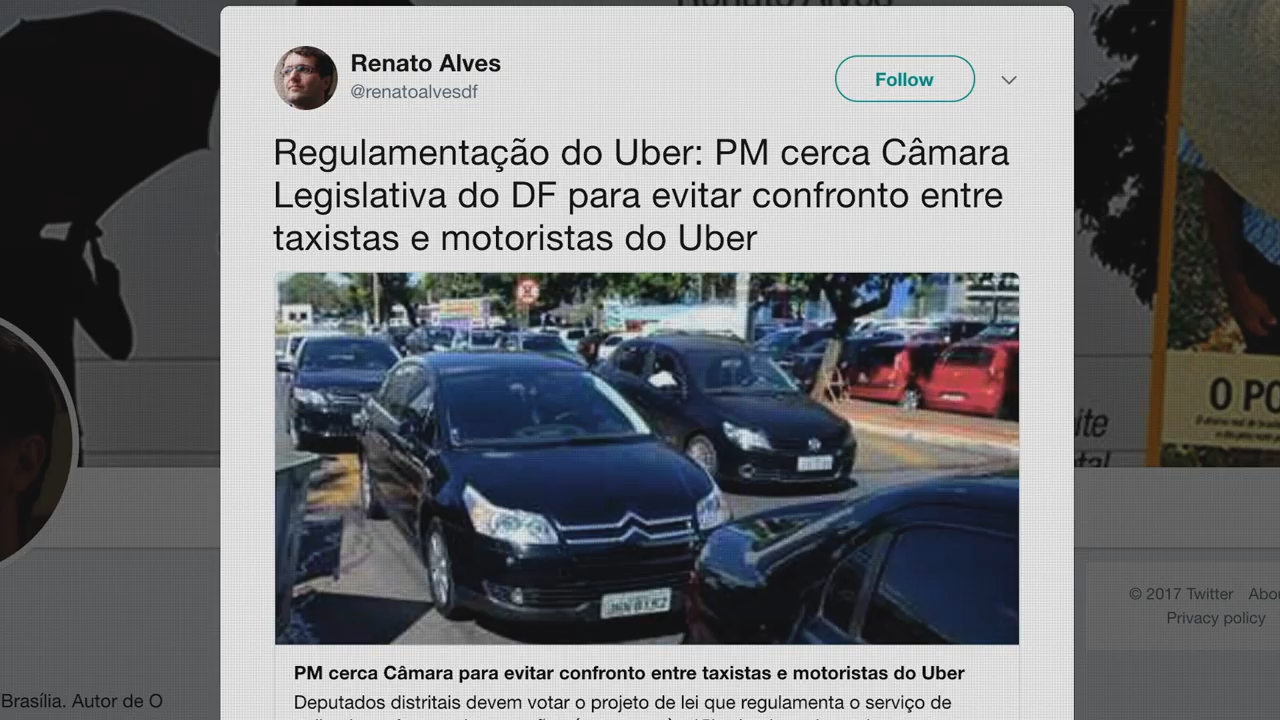 Renato Alves
@renatoalvesdf
Follow
Regulamentação do Uber: PM cerca Câmara
Legislativa do DF para evitar confronto entre
taxistas e motoristas do Uber
PM cerca Câmara para evitar confronto entre taxistas e motoristas do Uber
Deputados distritais devem votar o projeto de lei que regulamenta o serviço de
Brasília. Autor de O
O PO
© 2017 Twitter Abou
Privacy policy